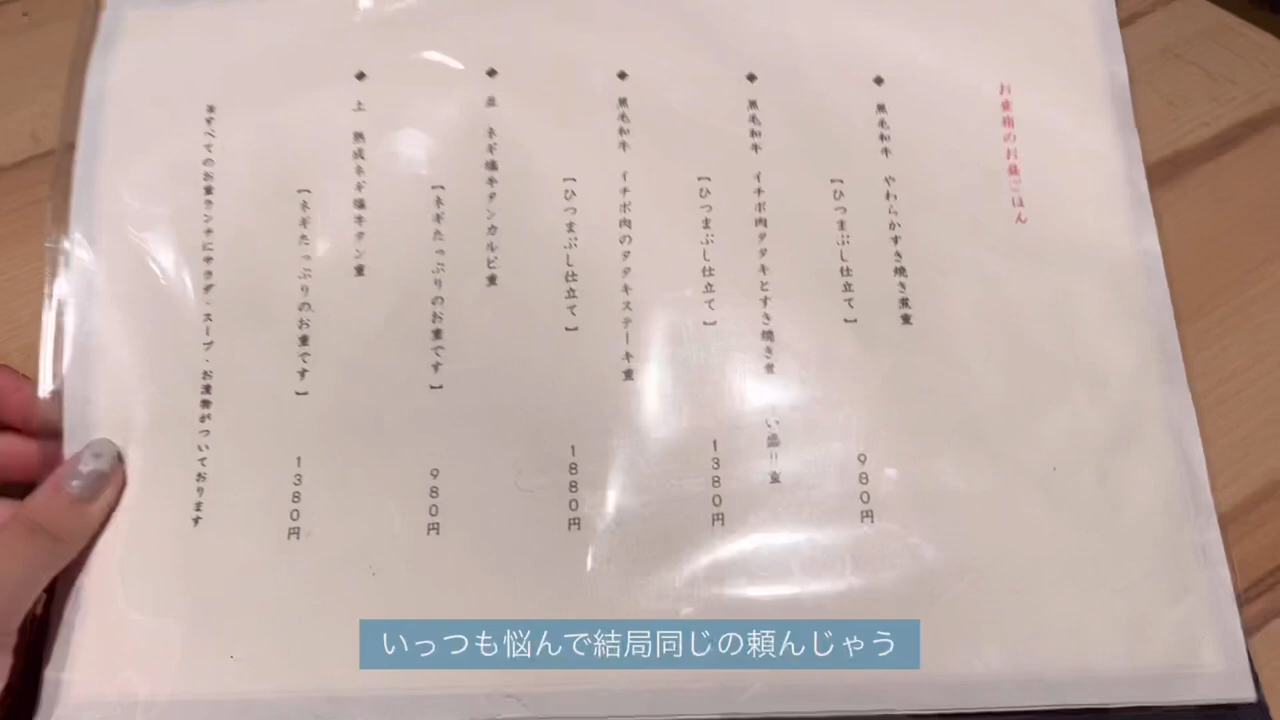 お産箱のお昼ごはん
◆ 黒毛和牛 やわらかすき焼き煮重
【ひつまぶし仕立て】
980円
◆ 黒毛和牛 イチボ肉タタキとすき焼き煮 い盛!!重
【ひつまぶし仕立て】
1380円
◆ 黒毛和牛 イチボ肉のタタキステーキ重
【ひつまぶし仕立て】
1880円
◆ 並 ネギ塩牛タンカルビ重
【ネギたっぷりのお重です】
980円
◆ 上 熟成ネギ塩牛タン重
【ネギたっぷりのお重です】
1380円
※すべてのお重ランチにサラダ・スープ・お漬物がついております
いっつも悩んで結局同じの頼んじゃう